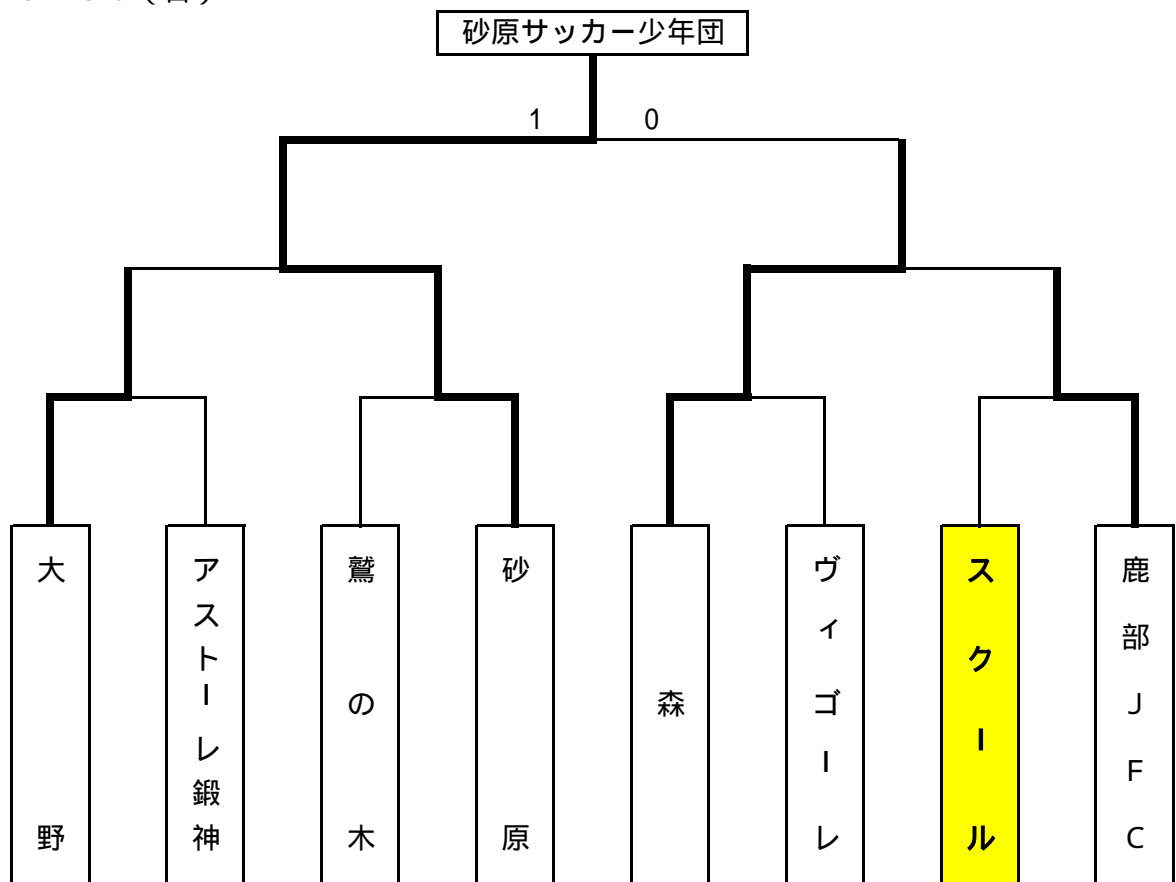 砂原サッカー少年団
1 0
大野
アストーレ鍛神
鷲の木
砂原
森
ヴィゴーレ
スクール
鹿部JFC